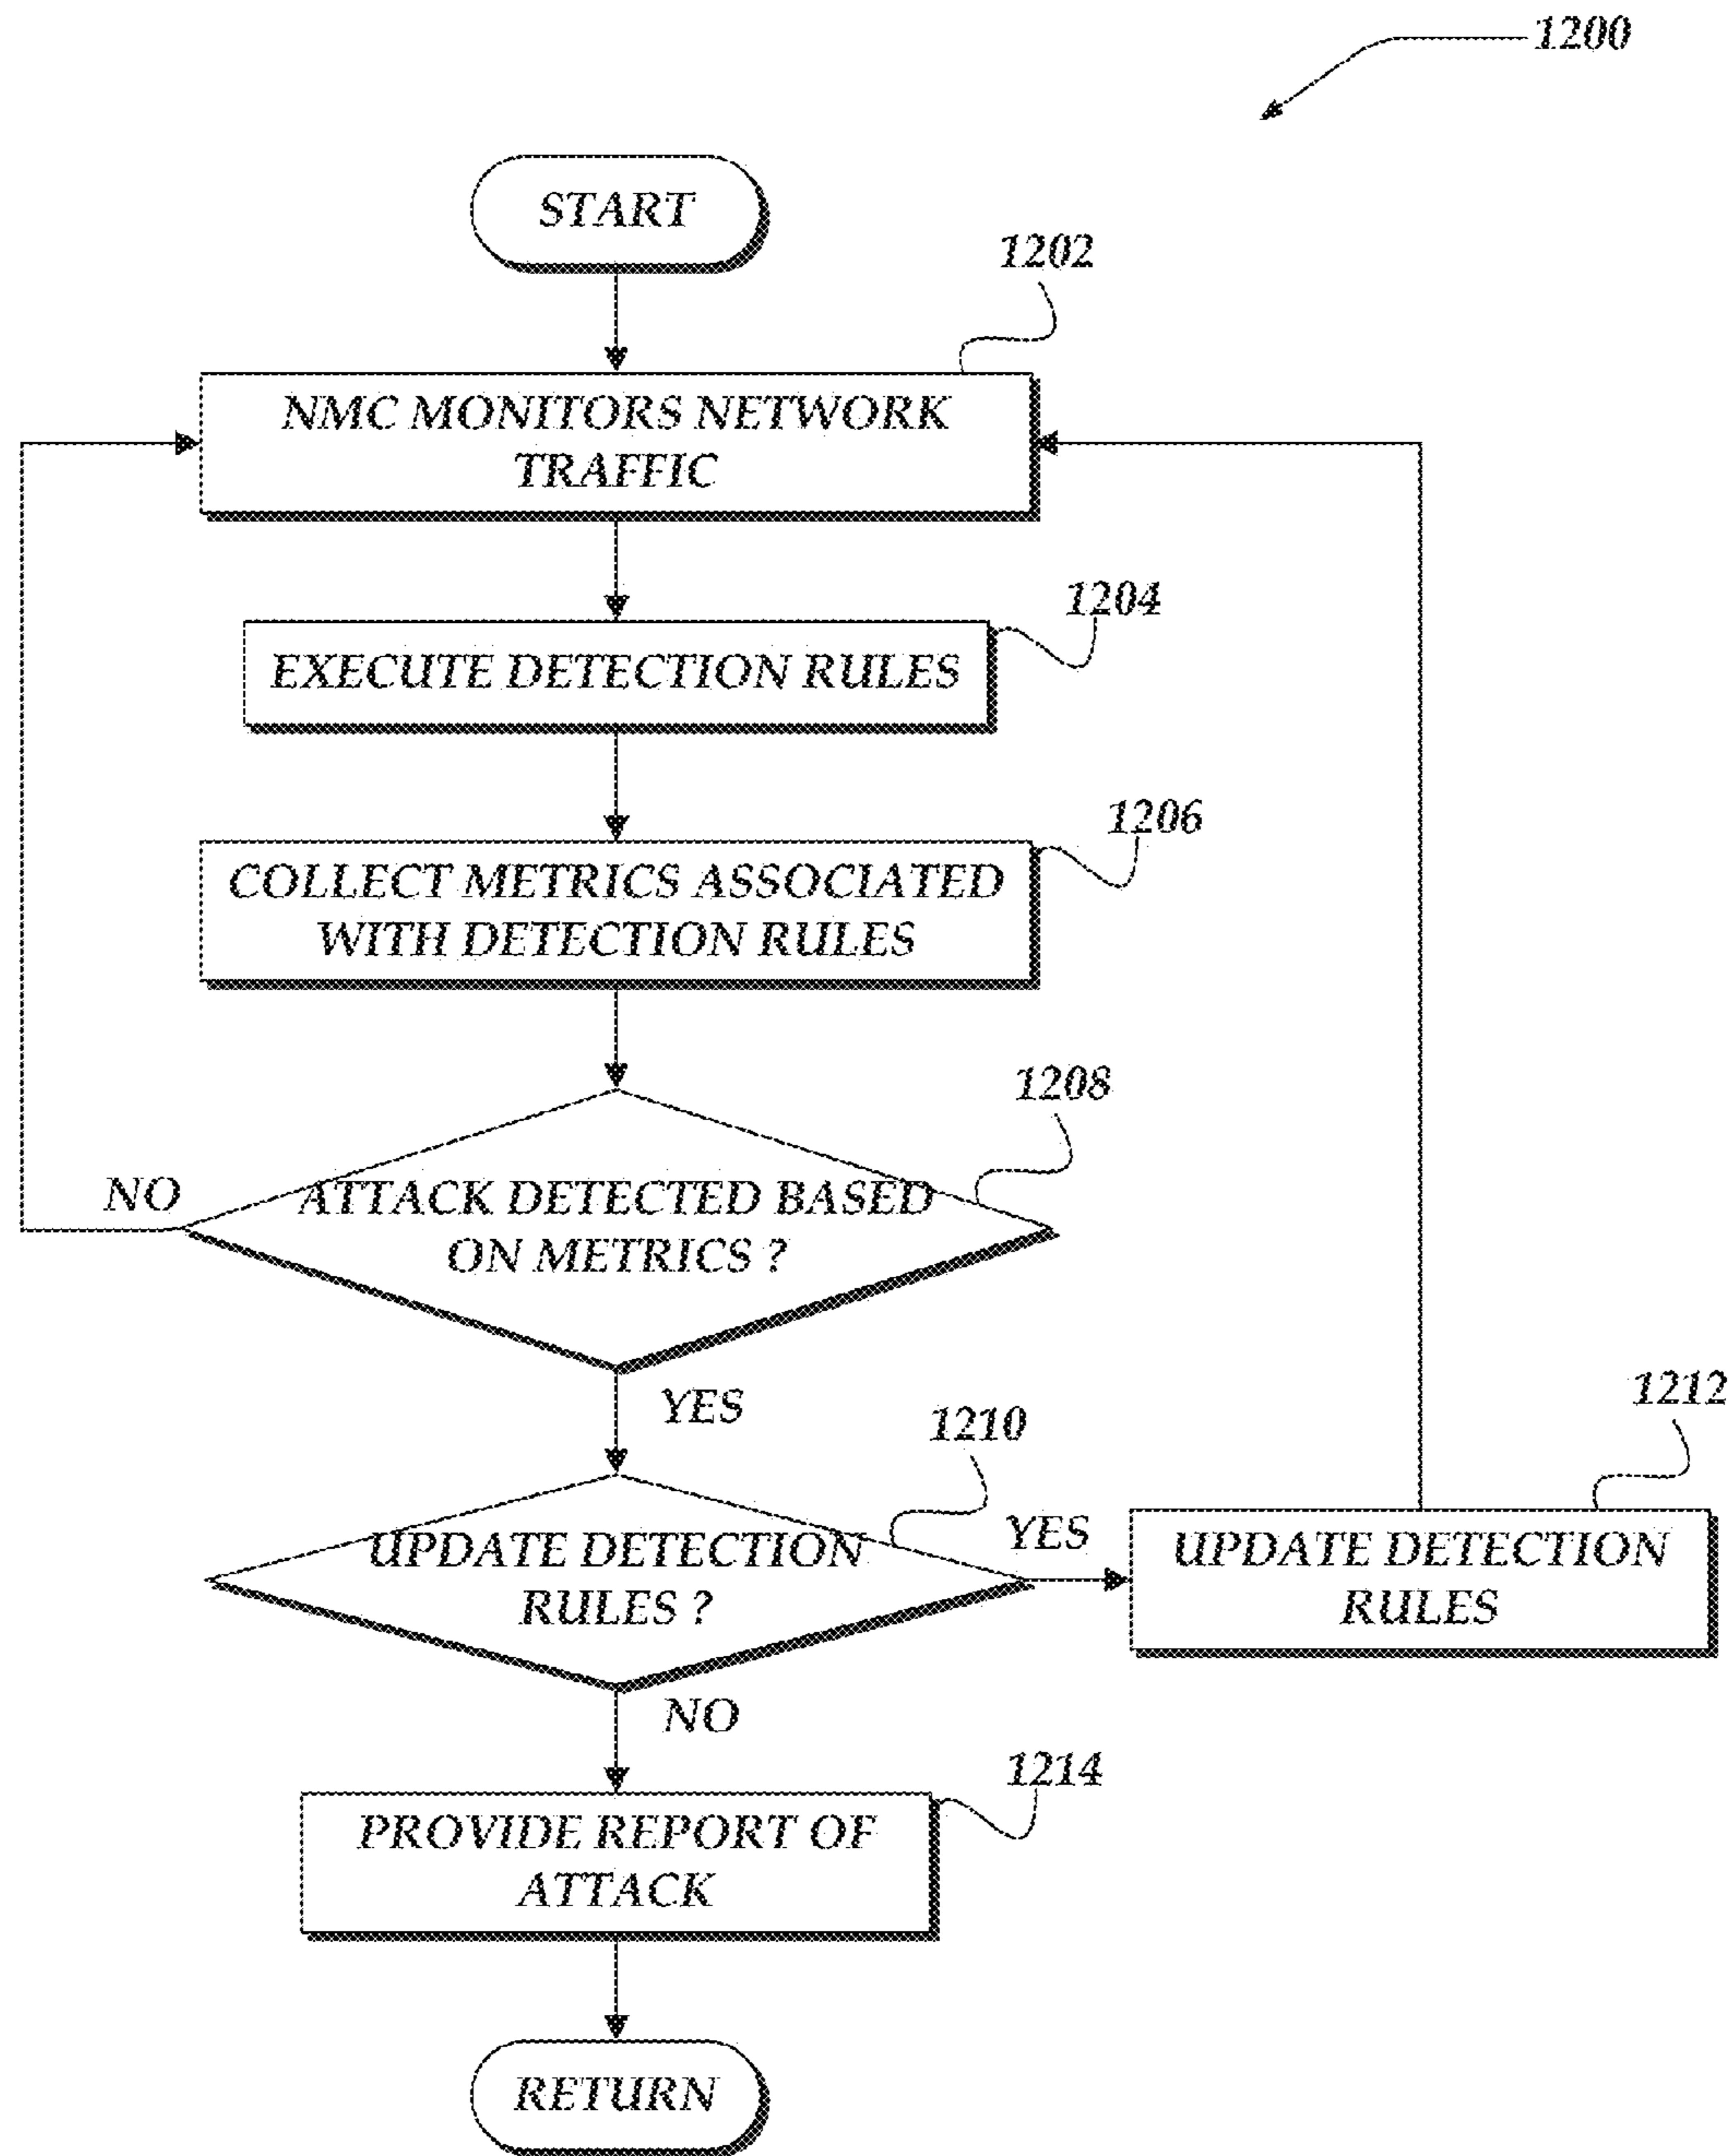 1200
START
1202
NMC MONITORS NETWORK
TRAFFIC
1204
EXECUTE DETECTION RULES
1206
COLLECT METRICS ASSOCIATED
WITH DETECTION RULES
1208
NO
ATTACK DETECTED BASED
ON METRICS ?
YES
1210
1212
UPDATE DETECTION
RULES ?
YES
UPDATE DETECTION
RULES
NO
1214
PROVIDE REPORT OF
ATTACK
RETURN